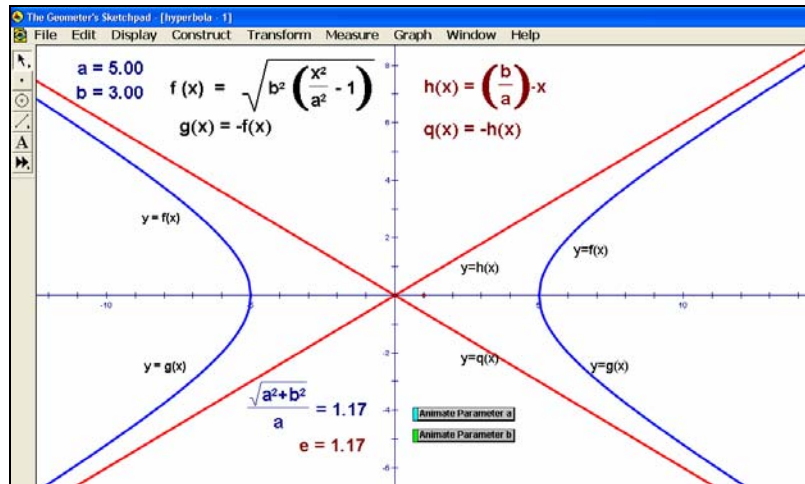 The Geometer's Sketchpad - [hyperbola - 1]
File Edit Display Construct Transform Measure Graph Window Help
A
a = 5.00
b = 3.00
f (x) = √(b² (x²/a² - 1))
g(x) = -f(x)
h(x) = (b/a)·x
q(x) = -h(x)
8
6
4
2
-2
-4
-6
-10
-5
5
10
y = f(x)
y=f(x)
y=h(x)
y = g(x)
y=q(x)
y=g(x)
√(a²+b²)/a = 1.17
e = 1.17
Animate Parameter a
Animate Parameter b